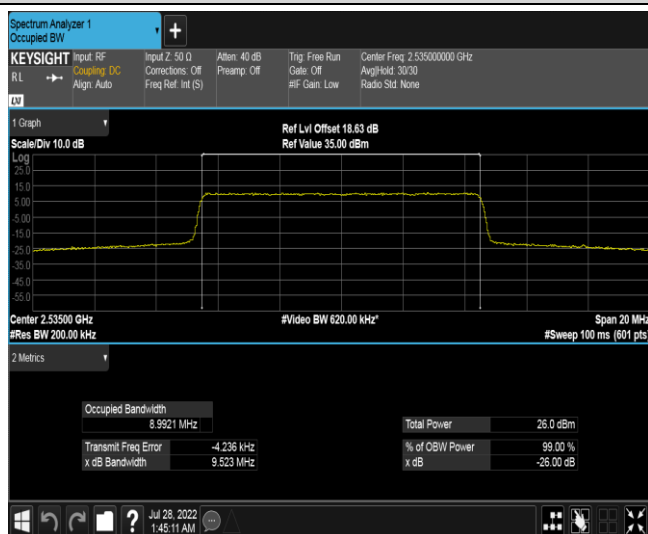 Spectrum Analyzer 1
Occupied BW
+
KEYSIGHT
Input: RF
Coupling: DC
Align: Auto
Input Z: 50 Ω
Corrections: Off
Freq Ref: Int (S)
Atten: 40 dB
Preamp: Off
Trig: Free Run
Gate: Off
#IF Gain: Low
Center Freq: 2.535000000 GHz
Avg|Hold: 30/30
Radio Std: None
R L
LXI
1 Graph
Scale/Div 10.0 dB
Ref Lvl Offset 18.63 dB
Ref Value 35.00 dBm
Log
25.0
15.0
5.00
-5.00
-15.0
-25.0
-35.0
-45.0
-55.0
Center 2.53500 GHz
#Res BW 200.00 kHz
#Video BW 620.00 kHz*
Span 20 MHz
#Sweep 100 ms (601 pts)
2 Metrics
Occupied Bandwidth
8.9921 MHz
Total Power 26.0 dBm
Transmit Freq Error -4.236 kHz
% of OBW Power 99.00 %
x dB Bandwidth 9.523 MHz
x dB -26.00 dB
?
Jul 28, 2022
1:45:11 AM